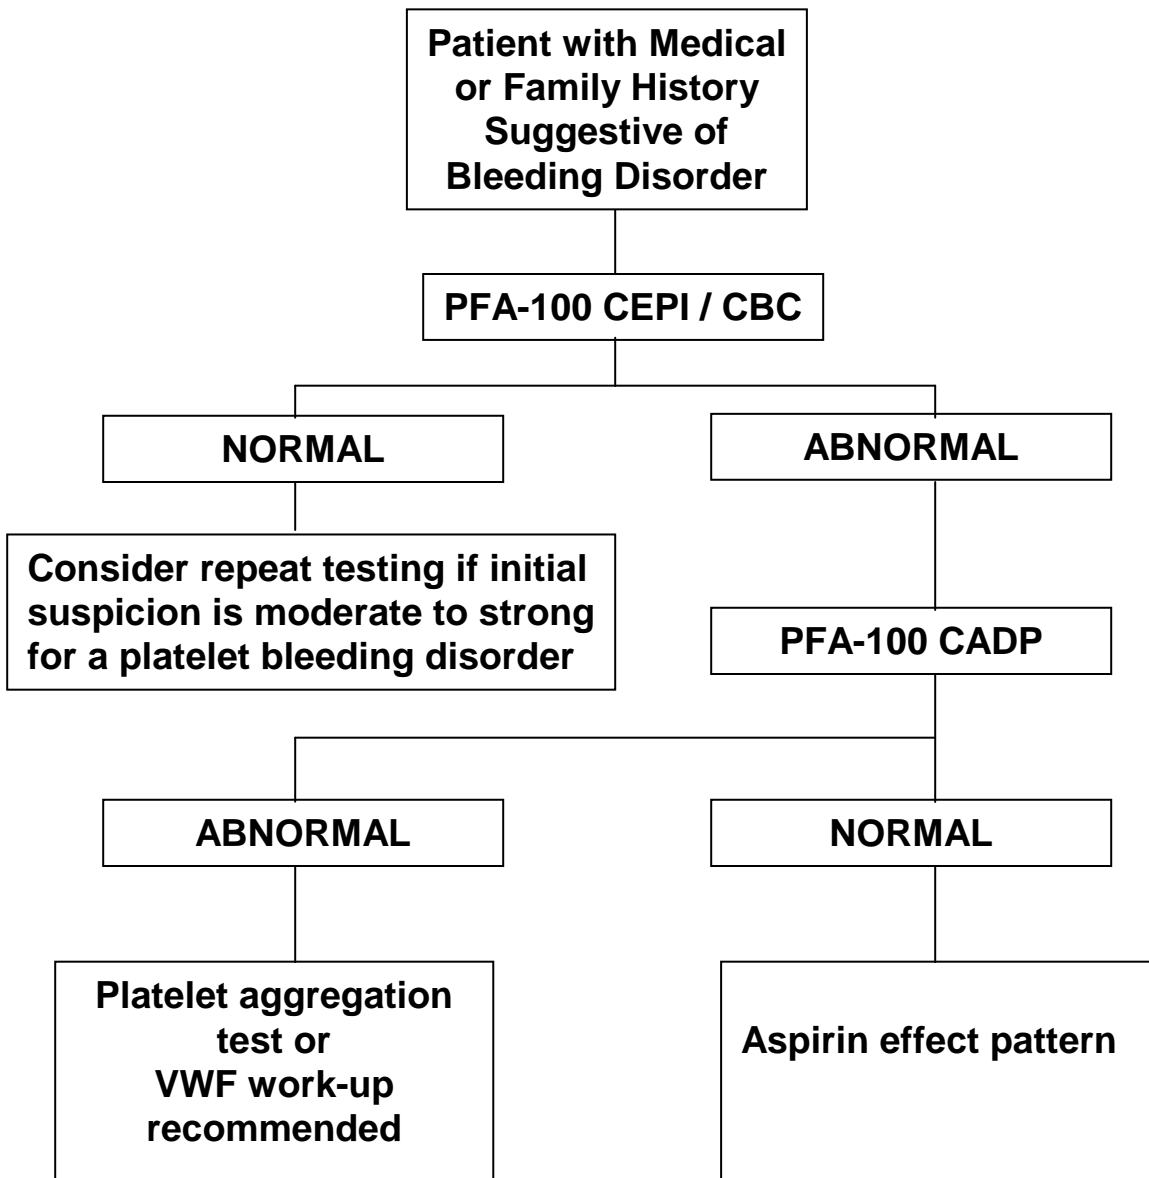 Patient with Medical
or Family History
Suggestive of
Bleeding Disorder
PFA-100 CEPI / CBC
NORMAL
ABNORMAL
Consider repeat testing if initial
suspicion is moderate to strong
for a platelet bleeding disorder
PFA-100 CADP
ABNORMAL
NORMAL
Platelet aggregation
test or
VWF work-up
recommended
Aspirin effect pattern